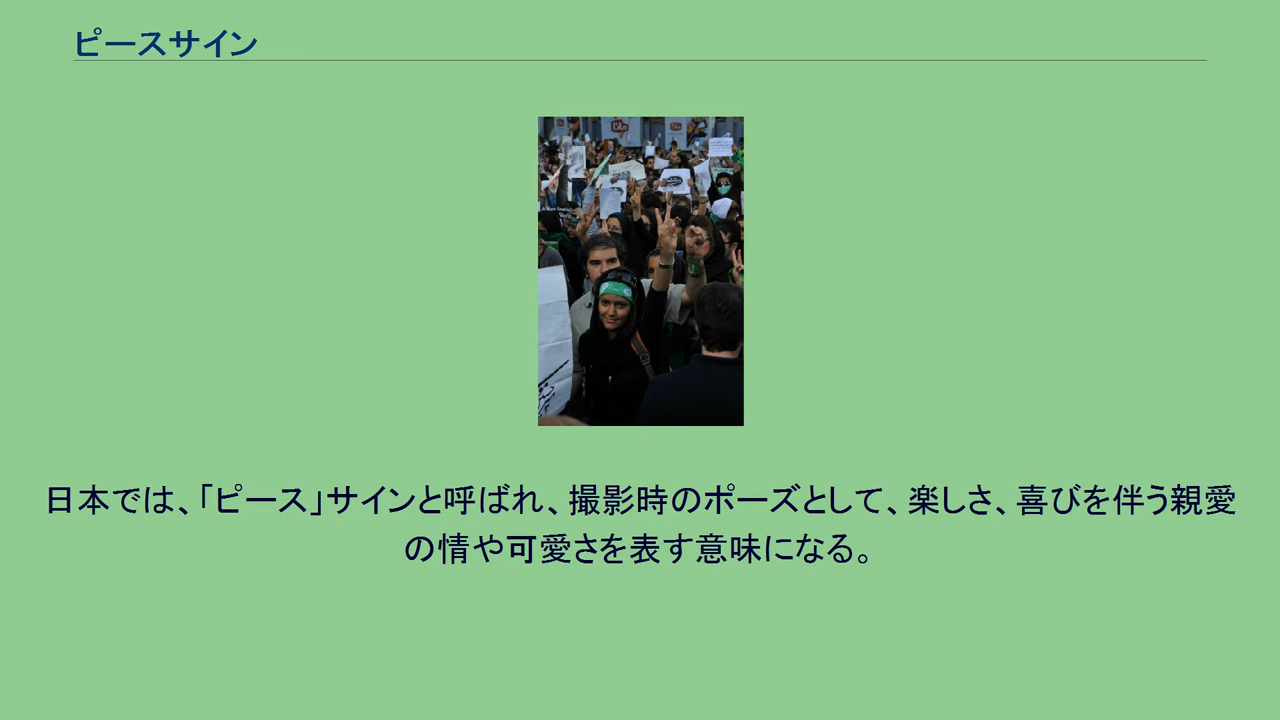 ピースサイン
日本では、「ピース」サインと呼ばれ、撮影時のポーズとして、楽しさ、喜びを伴う親愛
の情や可愛さを表す意味になる。